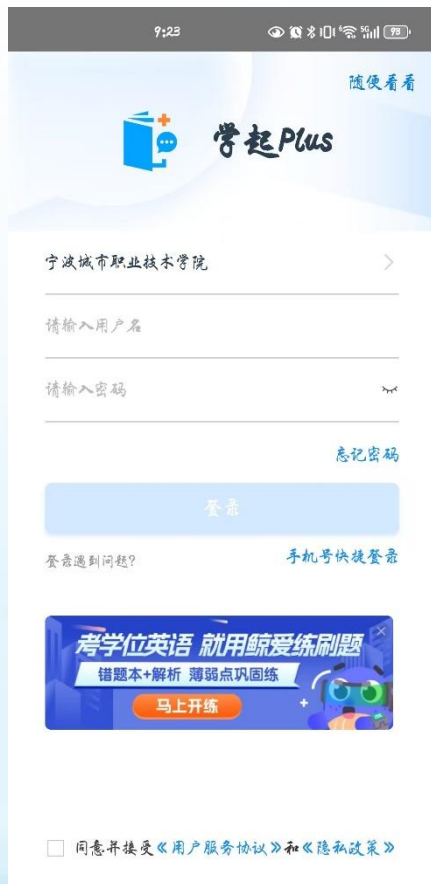 9:23
5G
93
随便看看
学起Plus
宁波城市职业技术学院
请输入用户名
请输入密码
忘记密码
登录
登录遇到问题?
手机号快捷登录
考学位英语 就用鲸爱练刷题
错题本+解析 薄弱点巩固练
马上开练
同意并接受《用户服务协议》和《隐私政策》